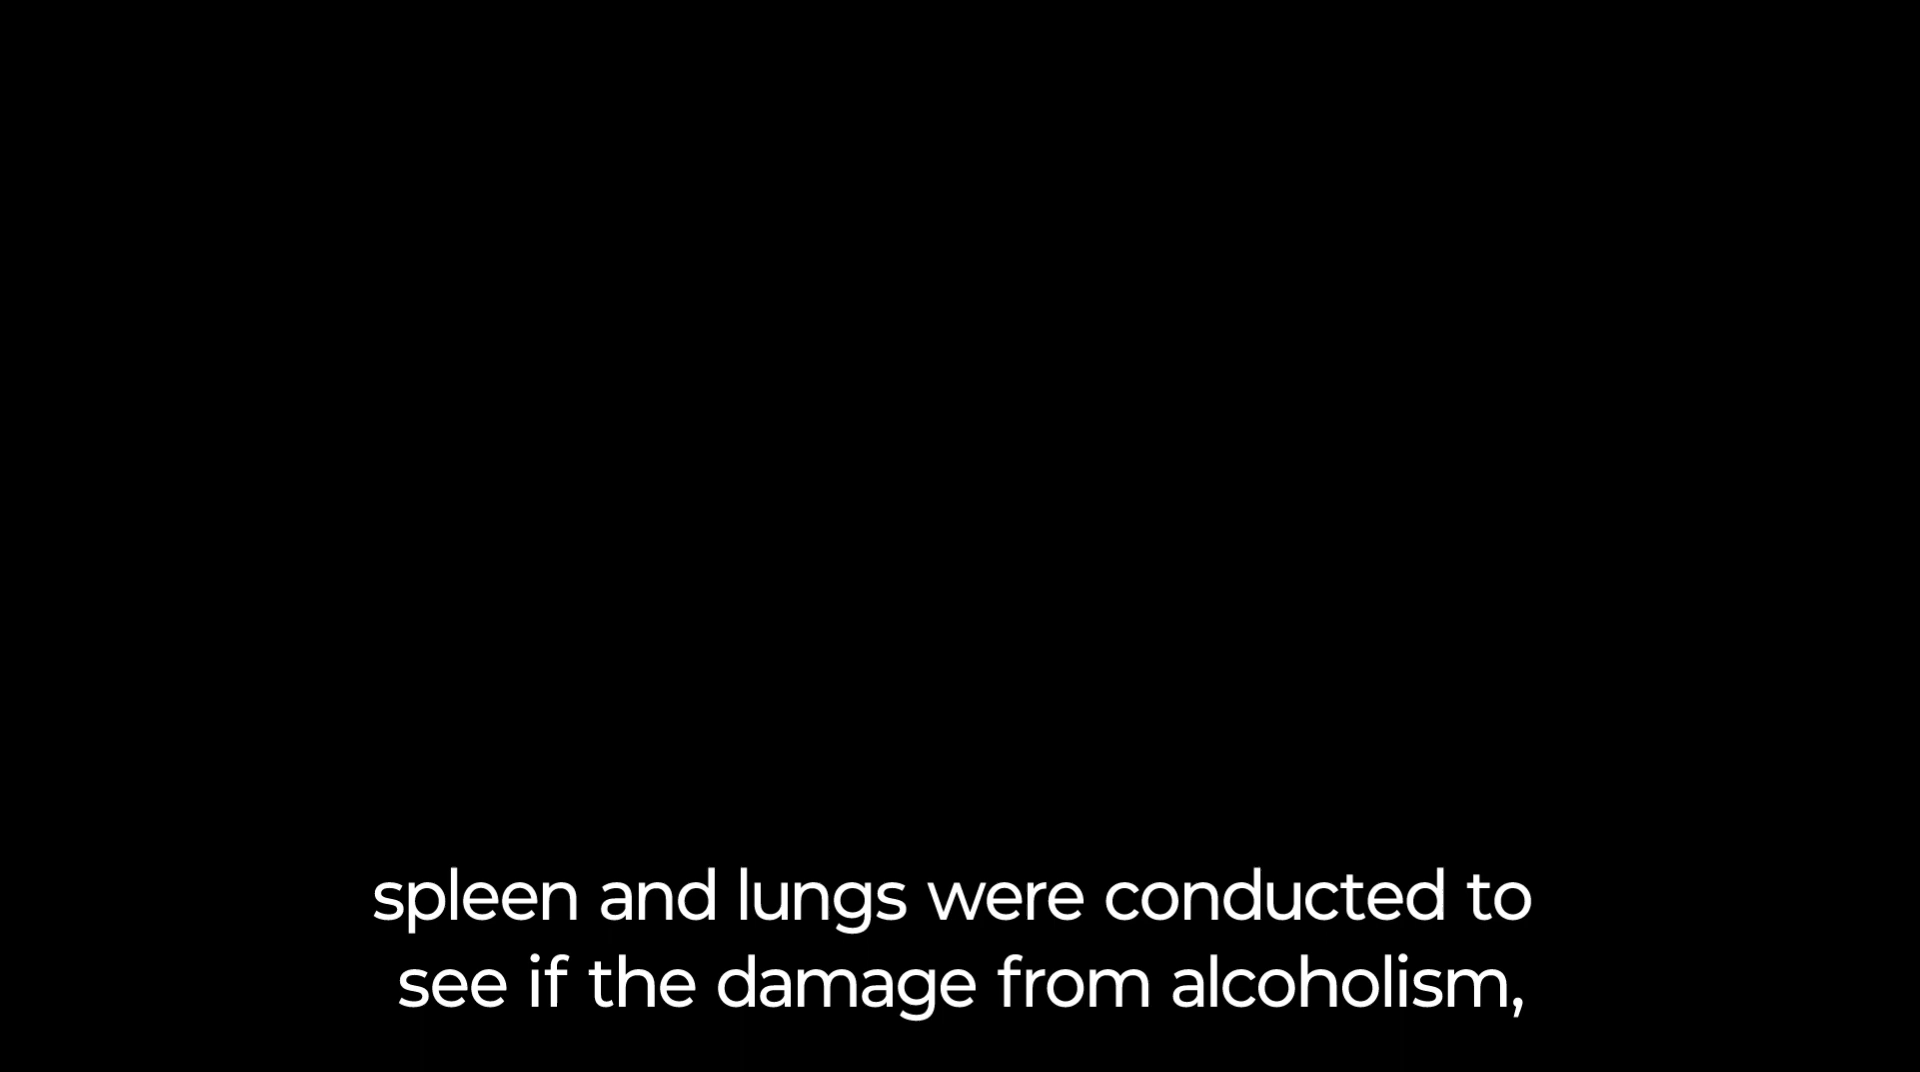 spleen and lungs were conducted to
see if the damage from alcoholism,